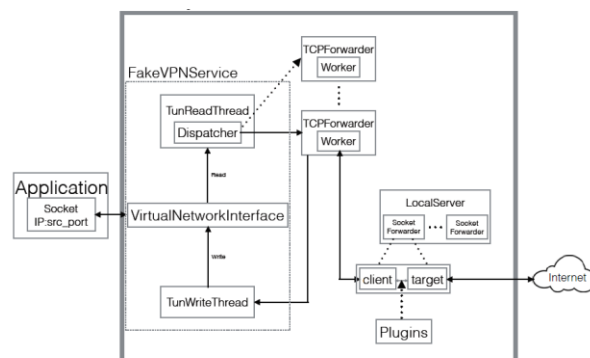 TCPForwarder
Worker
FakeVPNService
TunReadThread
Dispatcher
TCPForwarder
Worker
Read
Application
Socket
IP:src_port
VirtualNetworkInterface
LocalServer
Socket
Forwarder
Socket
Forwarder
Write
TunWriteThread
client
target
Internet
Plugins